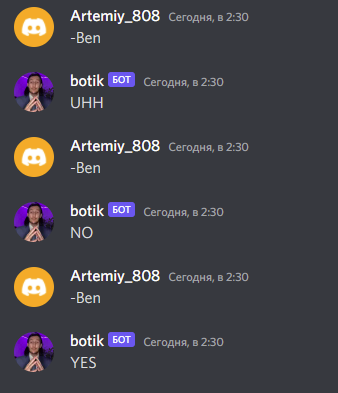 Artemiy_808 Сегодня, в 2:30
-Ben
botik БОТ Сегодня, в 2:30
UHH
Artemiy_808 Сегодня, в 2:30
-Ben
botik БОТ Сегодня, в 2:30
NO
Artemiy_808 Сегодня, в 2:30
-Ben
botik БОТ Сегодня, в 2:30
YES